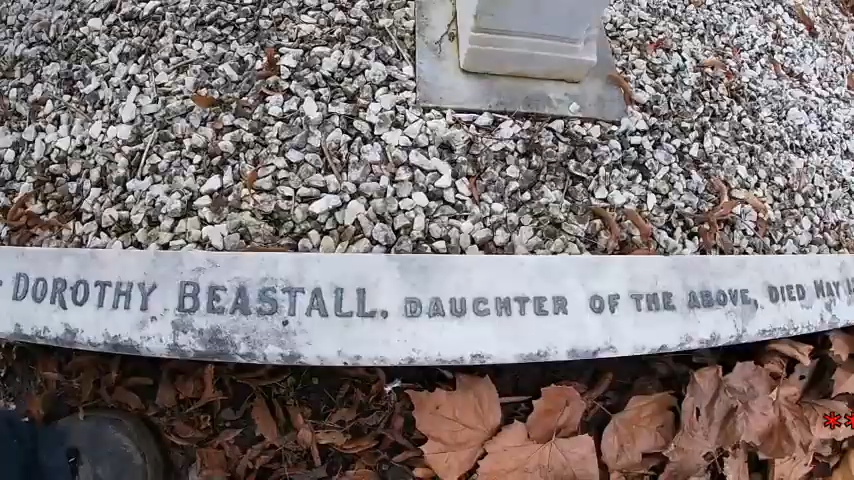 DOROTHY BEASTALL. DAUGHTER OF THE ABOVE, DIED MAY
**